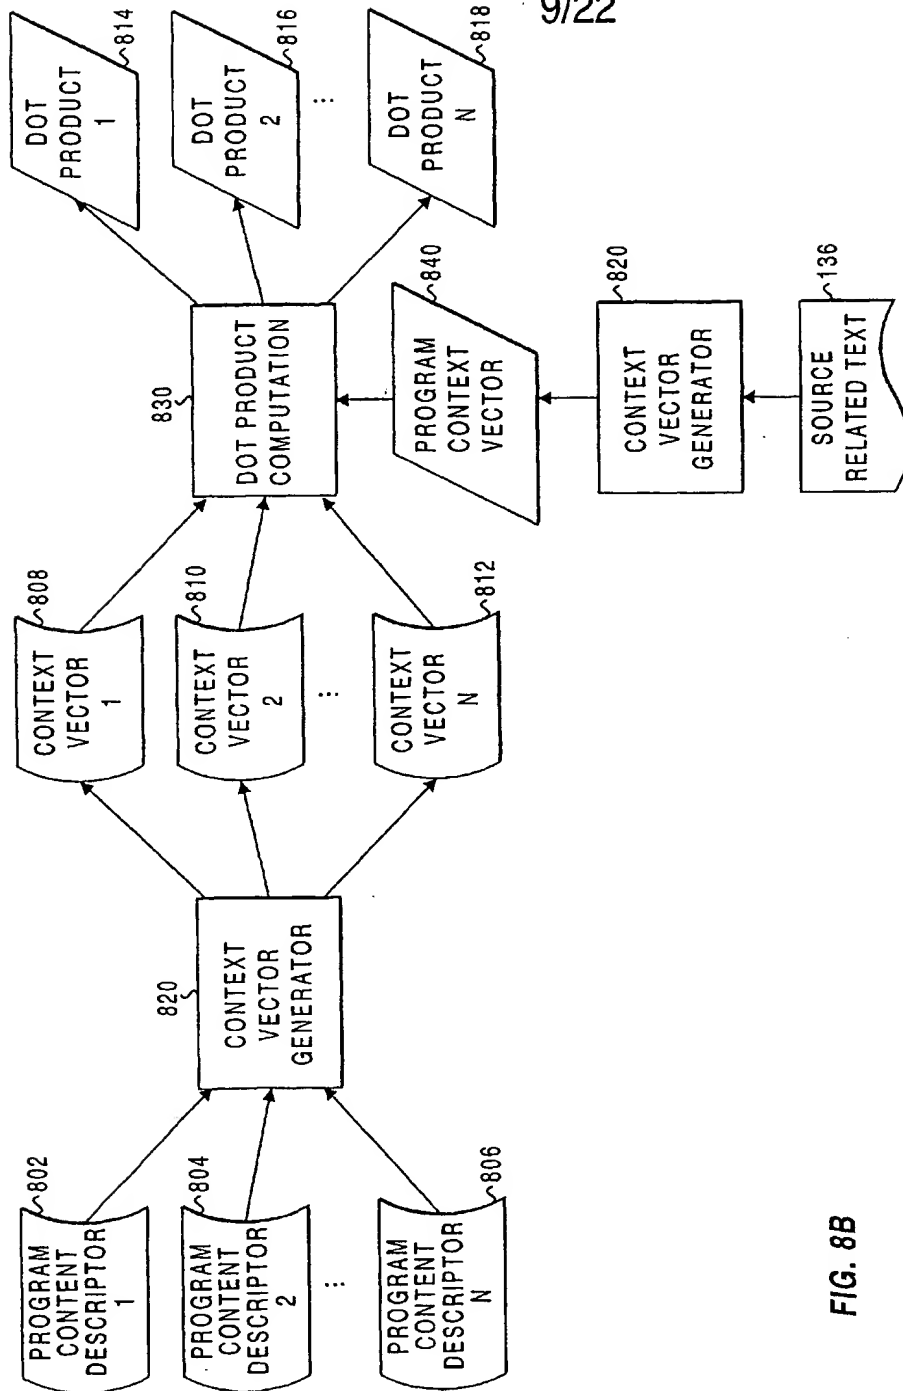 9/22
PROGRAM
CONTENT
DESCRIPTOR
1
802
PROGRAM
CONTENT
DESCRIPTOR
2
804
...
PROGRAM
CONTENT
DESCRIPTOR
N
806
820
CONTEXT
VECTOR
GENERATOR
CONTEXT
VECTOR
1
808
CONTEXT
VECTOR
2
810
...
CONTEXT
VECTOR
N
812
830
DOT PRODUCT
COMPUTATION
DOT
PRODUCT
1
814
DOT
PRODUCT
2
816
...
DOT
PRODUCT
N
818
PROGRAM
CONTEXT
VECTOR
840
CONTEXT
VECTOR
GENERATOR
820
SOURCE
RELATED TEXT
136
FIG. 8B